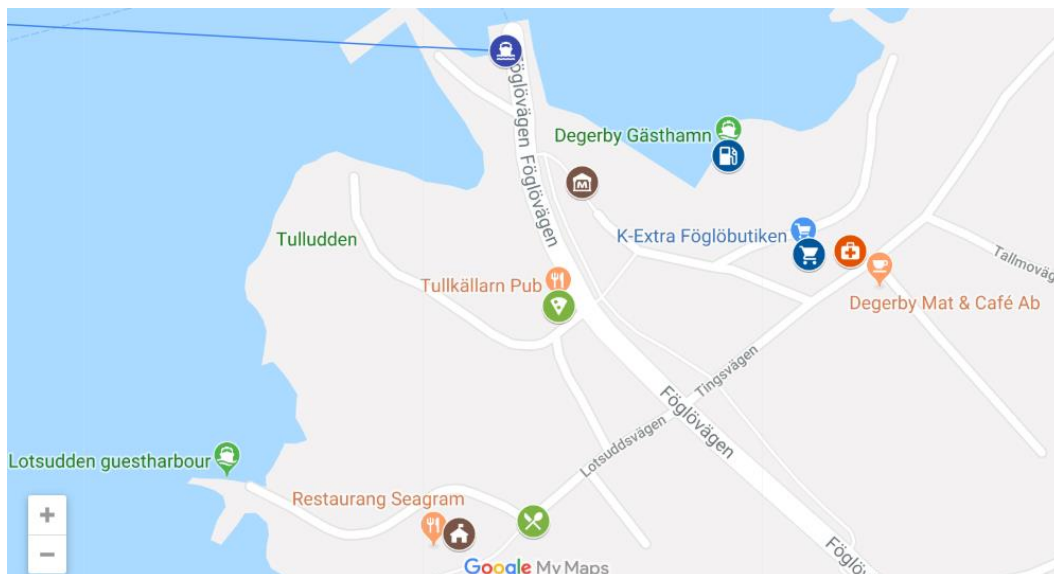 Föglövägen
Föglövägen
Degerby Gästhamn
Tulludden
K-Extra Föglöbutiken
Tallmoväg
Tullkällarn Pub
Degerby Mat & Café Ab
Tingsvägen
Föglövägen
Lotsuddsvägen
Lotsudden guestharbour
Restaurang Seagram
Föglöv
Google My Maps